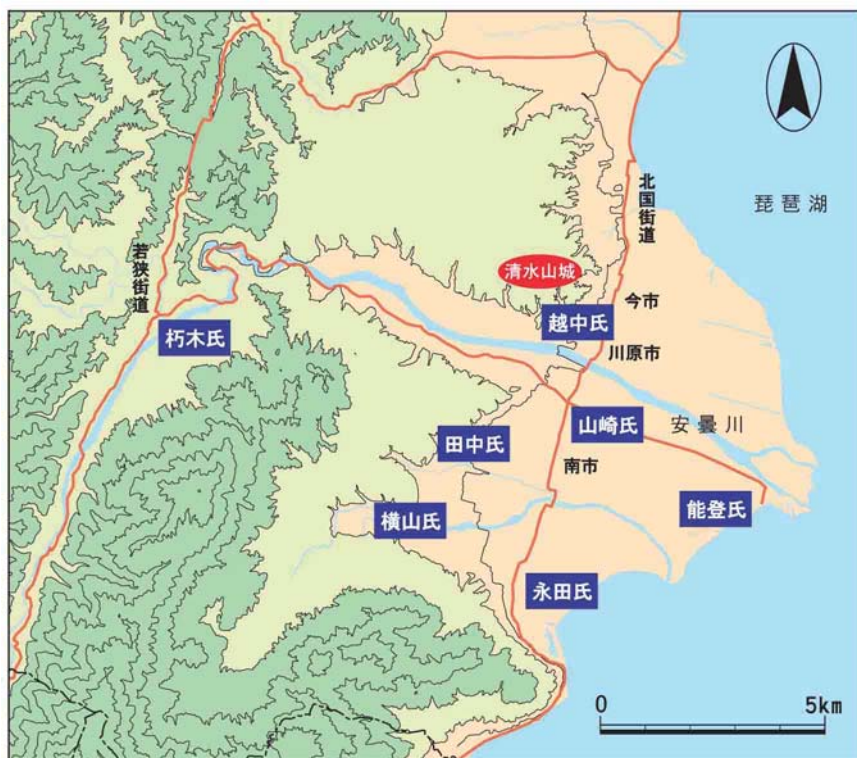 琵琶湖
北国街道
若狭街道
清水山城
今市
越中氏
朽木氏
川原市
山崎氏
安曇川
田中氏
南市
能登氏
横山氏
永田氏
0 5km